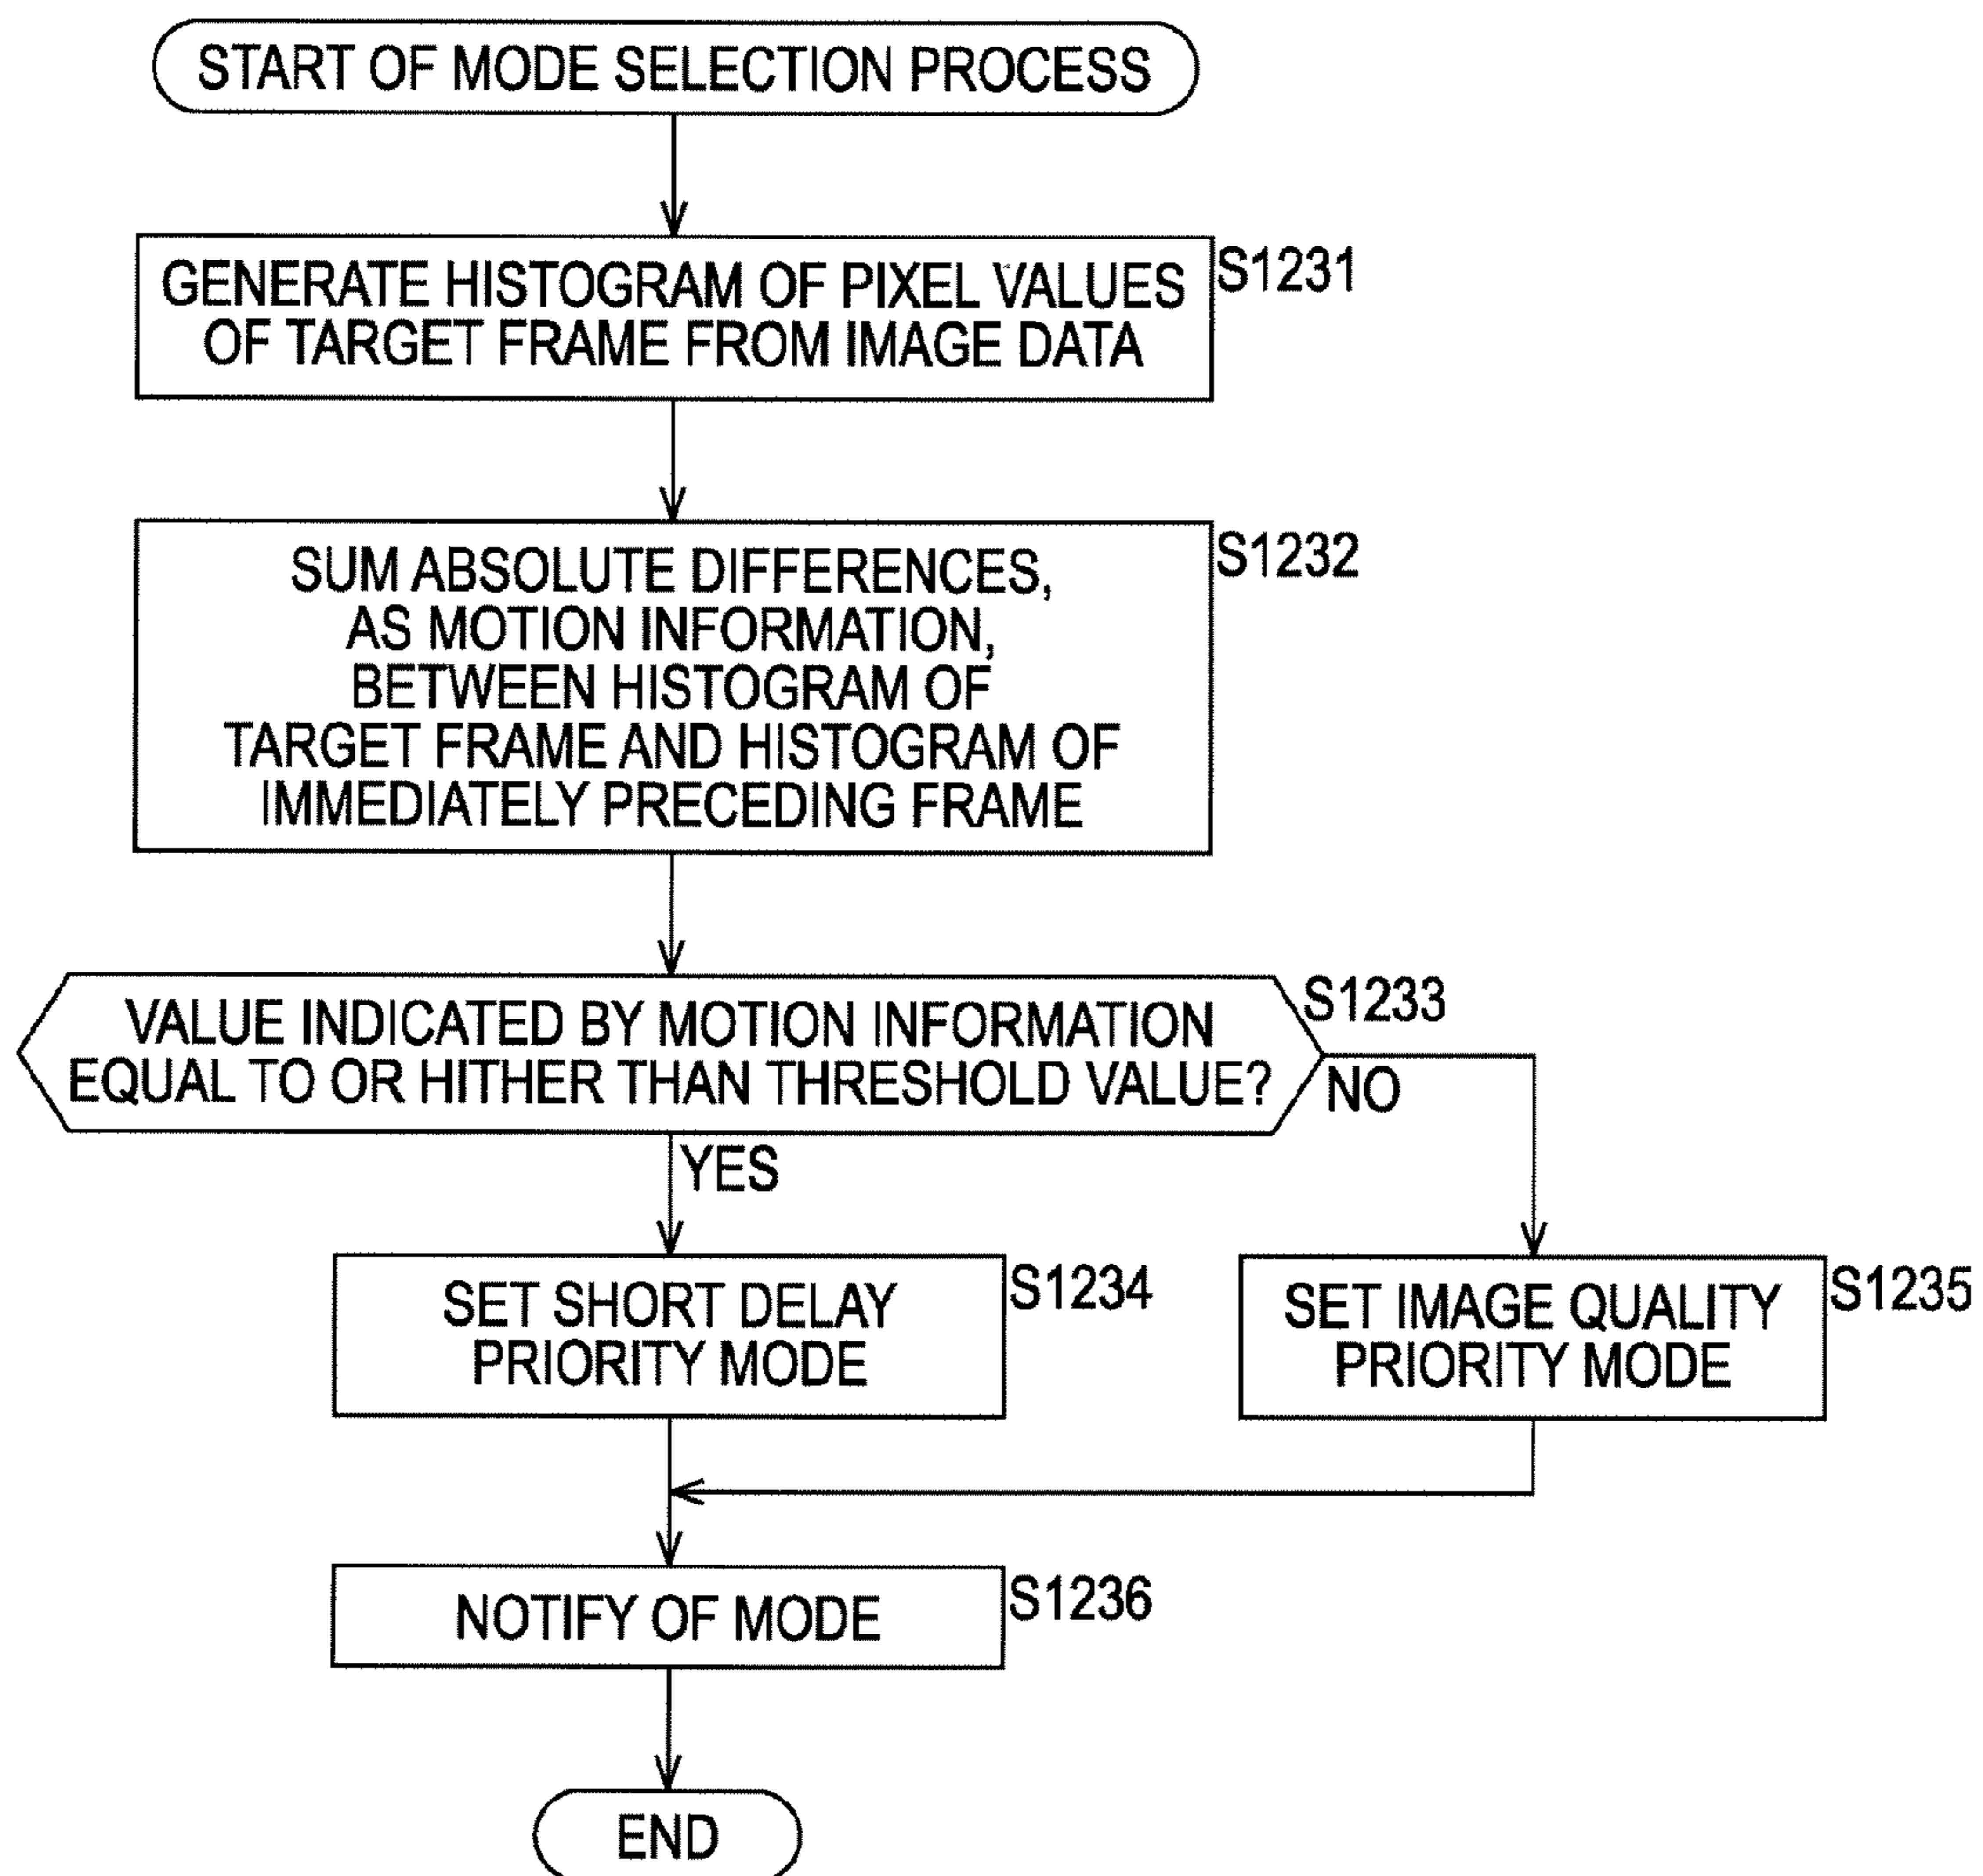 START OF MODE SELECTION PROCESS
GENERATE HISTOGRAM OF PIXEL VALUES
OF TARGET FRAME FROM IMAGE DATA
S1231
SUM ABSOLUTE DIFFERENCES,
AS MOTION INFORMATION,
BETWEEN HISTOGRAM OF
TARGET FRAME AND HISTOGRAM OF
IMMEDIATELY PRECEDING FRAME
S1232
VALUE INDICATED BY MOTION INFORMATION
EQUAL TO OR HITHER THAN THRESHOLD VALUE?
S1233
NO
YES
SET SHORT DELAY
PRIORITY MODE
S1234
SET IMAGE QUALITY
PRIORITY MODE
S1235
NOTIFY OF MODE
S1236
END